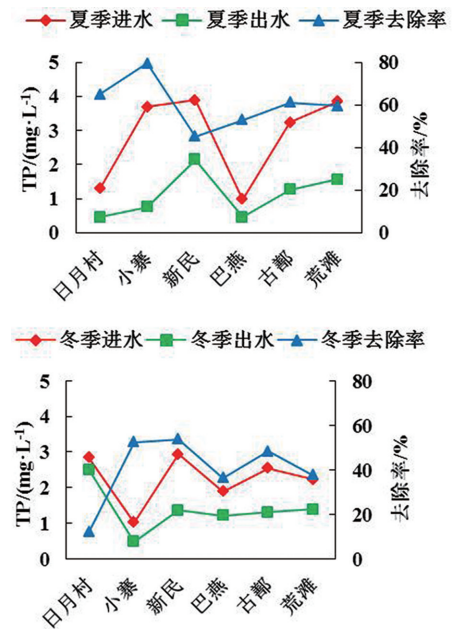 夏季进水 夏季出水 夏季去除率
TP/(mg·L⁻¹)
5
4
3
2
1
0
80
60
40
20
0
去除率/%
日月村 小寨 新民 巴燕 古鄯 荒滩
冬季进水 冬季出水 冬季去除率
TP/(mg·L⁻¹)
5
4
3
2
1
0
80
60
40
20
0
去除率/%
日月村 小寨 新民 巴燕 古鄯 荒滩